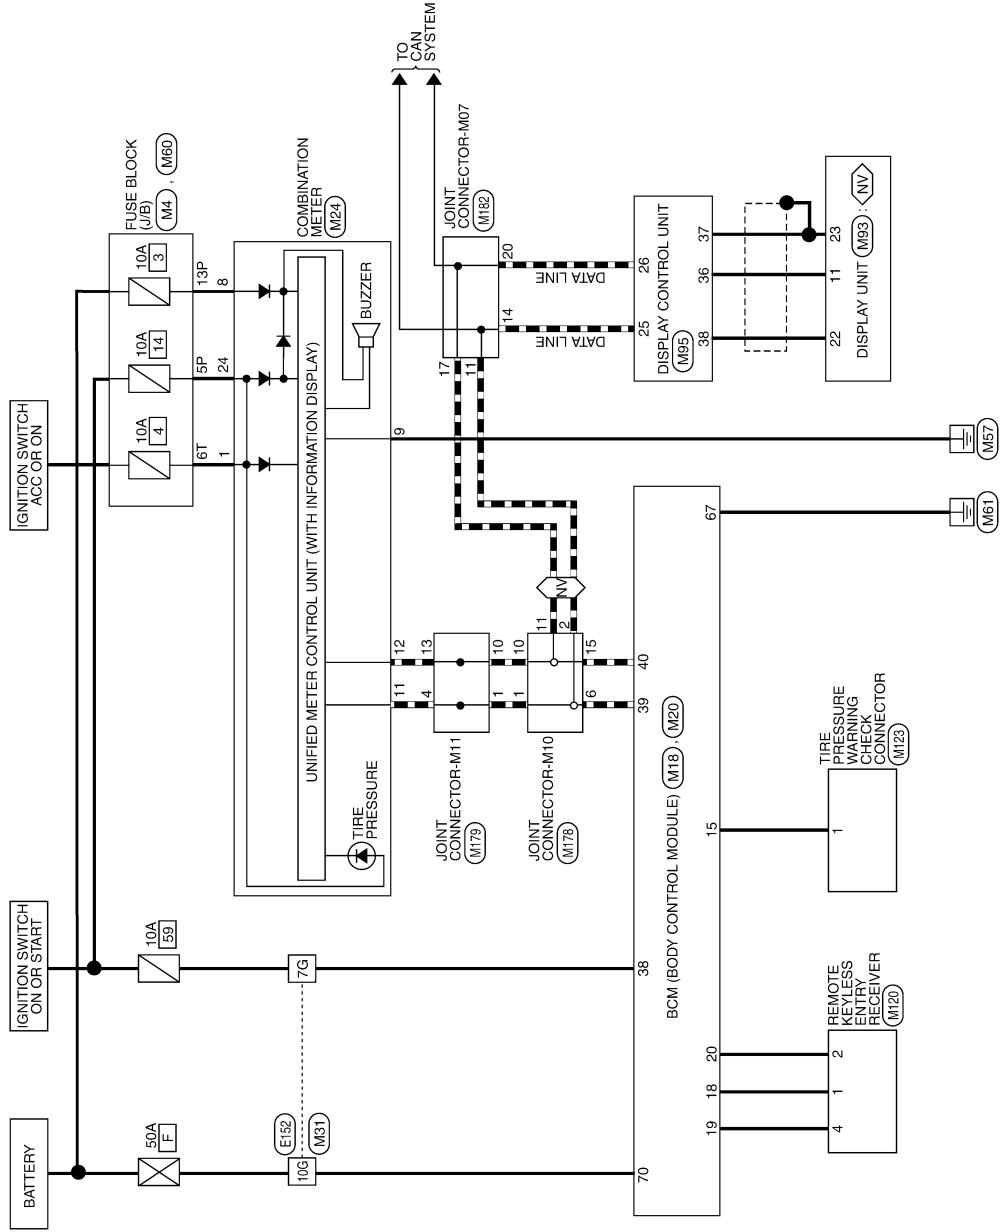 BATTERY
IGNITION SWITCH
ON OR START
IGNITION SWITCH
ACC OR ON
50A
F
10A
59
10A
4
10A
14
10A
3
FUSE BLOCK
(J/B)
M4 , M60
6T
5P
13P
1
24
8
COMBINATION
METER
M24
TO
CAN
SYSTEM
10G
7G
E152
M31
TIRE
PRESSURE
UNIFIED METER CONTROL UNIT (WITH INFORMATION DISPLAY)
BUZZER
11
12
9
JOINT
CONNECTOR-M11
M179
4
13
1
10
JOINT
CONNECTOR-M10
M178
1
10
11
2
6
15
NV
JOINT
CONNECTOR-M07
M182
17
11
14
20
DATA LINE
DATA LINE
70
38
39
40
67
BCM (BODY CONTROL MODULE) M18 , M20
19
18
20
15
25
26
DISPLAY CONTROL UNIT
M95
38
36
37
4
1
2
REMOTE
KEYLESS
ENTRY
RECEIVER
M120
1
TIRE
PRESSURE
WARNING
CHECK
CONNECTOR
M123
M61
M57
22
11
23
DISPLAY UNIT M93 : NV